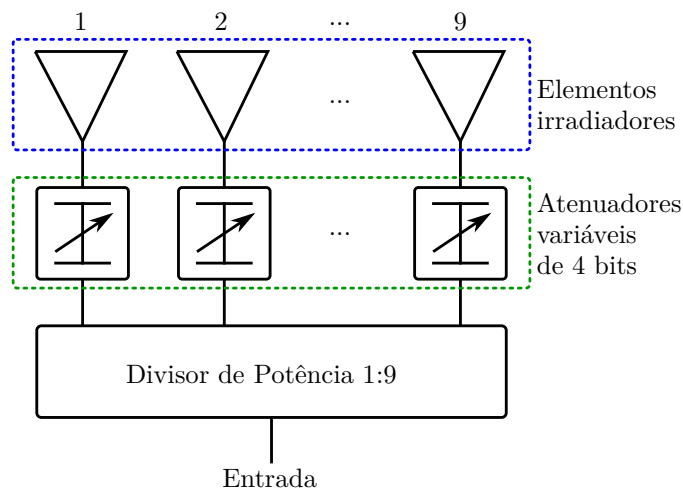 1 2 ... 9
...
Elementos
irradiadores
...
Atenuadores
variáveis
de 4 bits
Divisor de Potência 1:9
Entrada